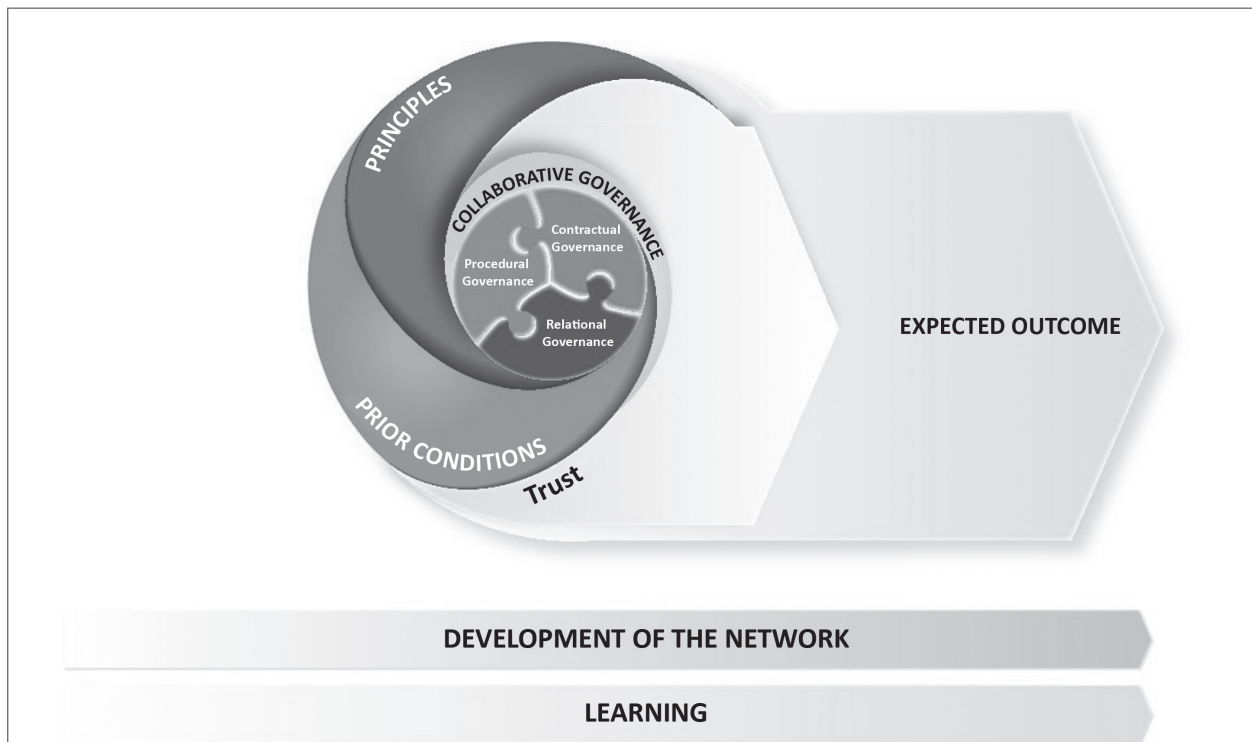 PRINCIPLES
COLLABORATIVE GOVERNANCE
Contractual
Governance
Procedural
Governance
Relational
Governance
PRIOR CONDITIONS
Trust
EXPECTED OUTCOME
DEVELOPMENT OF THE NETWORK
LEARNING